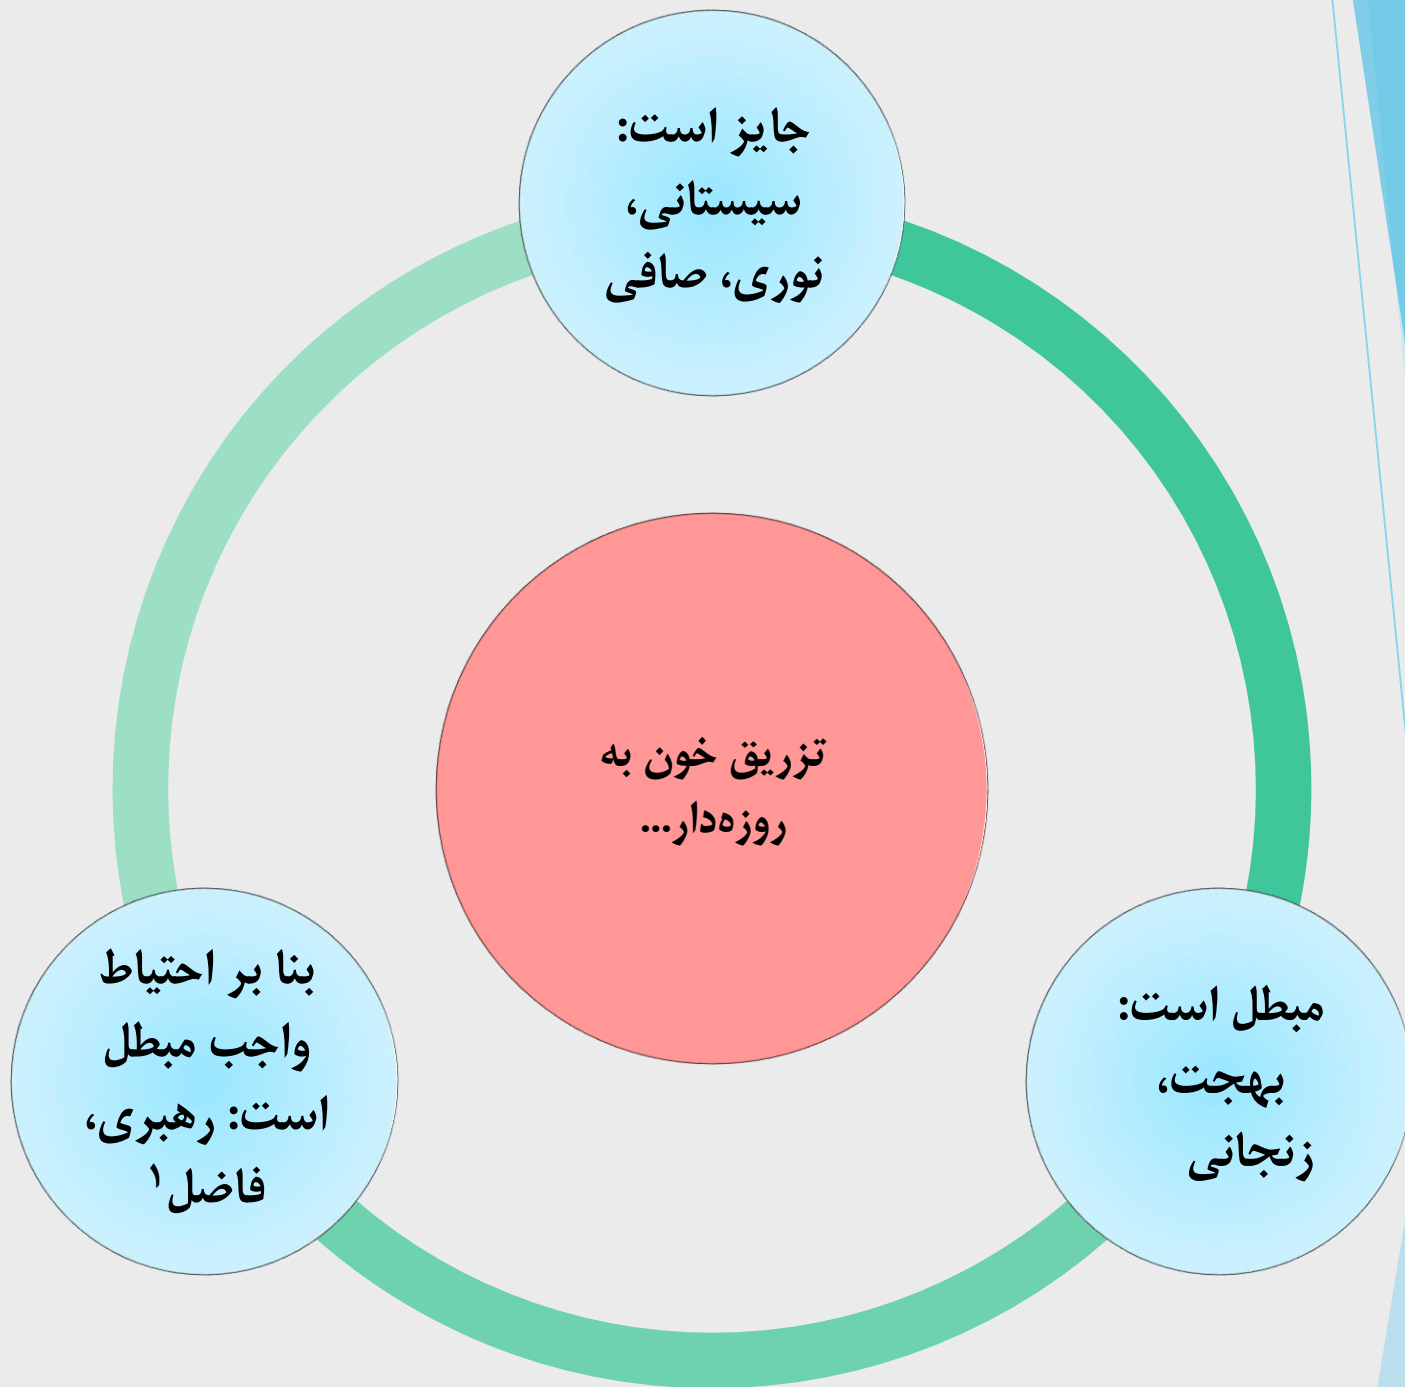 جایز است:
سیستانی،
نوری، صافی
تزریق خون به
روزه‌دار...
مبطل است:
بهجت،
زنجانی
بنا بر احتیاط
واجب مبطل
است: رهبری،
فاضل۱